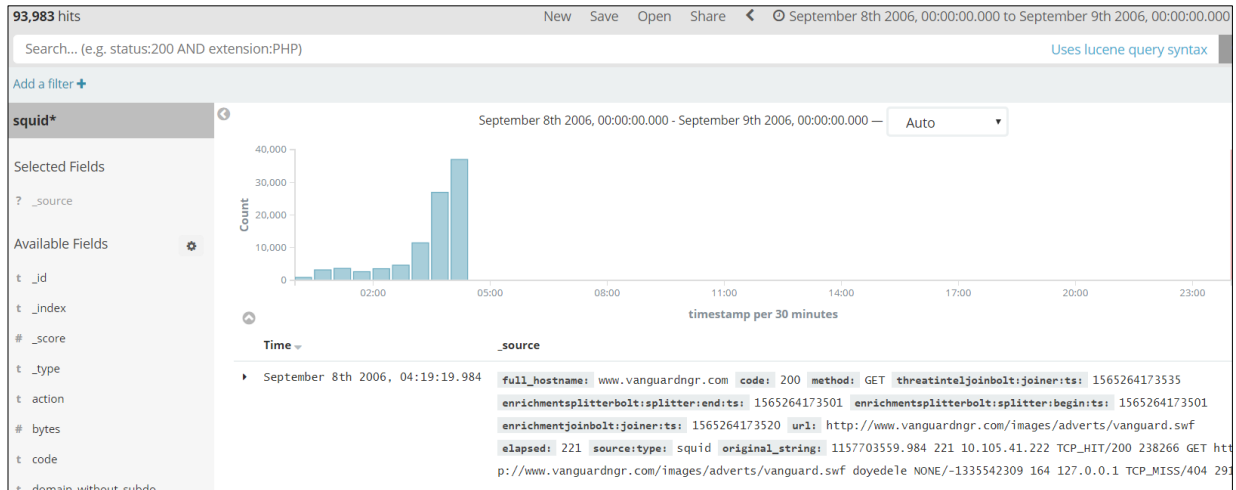 93,983 hits New Save Open Share September 8th 2006, 00:00:00.000 to September 9th 2006, 00:00:00.000
Search... (e.g. status:200 AND extension:PHP) Uses lucene query syntax
Add a filter +
squid*
September 8th 2006, 00:00:00.000 - September 9th 2006, 00:00:00.000 — Auto
Selected Fields
? _source
Available Fields
t _id
t _index
# _score
t _type
t action
# bytes
t code
t domain_without_subdo
Count
40,000
30,000
20,000
10,000
0
02:00 05:00 08:00 11:00 14:00 17:00 20:00 23:00
timestamp per 30 minutes
Time _source
September 8th 2006, 04:19:19.984 full_hostname: www.vanguardngr.com code: 200 method: GET threatinteljoinbolt:joiner:ts: 1565264173535
enrichmentsplitterbolt:splitter:end:ts: 1565264173501 enrichmentsplitterbolt:splitter:begin:ts: 1565264173501
enrichmentjoinbolt:joiner:ts: 1565264173520 url: http://www.vanguardngr.com/images/adverts/vanguard.swf
elapsed: 221 source:type: squid original_string: 1157703559.984 221 10.105.41.222 TCP_HIT/200 238266 GET htt
p://www.vanguardngr.com/images/adverts/vanguard.swf doyedele NONE/-1335542309 164 127.0.0.1 TCP_MISS/404 291